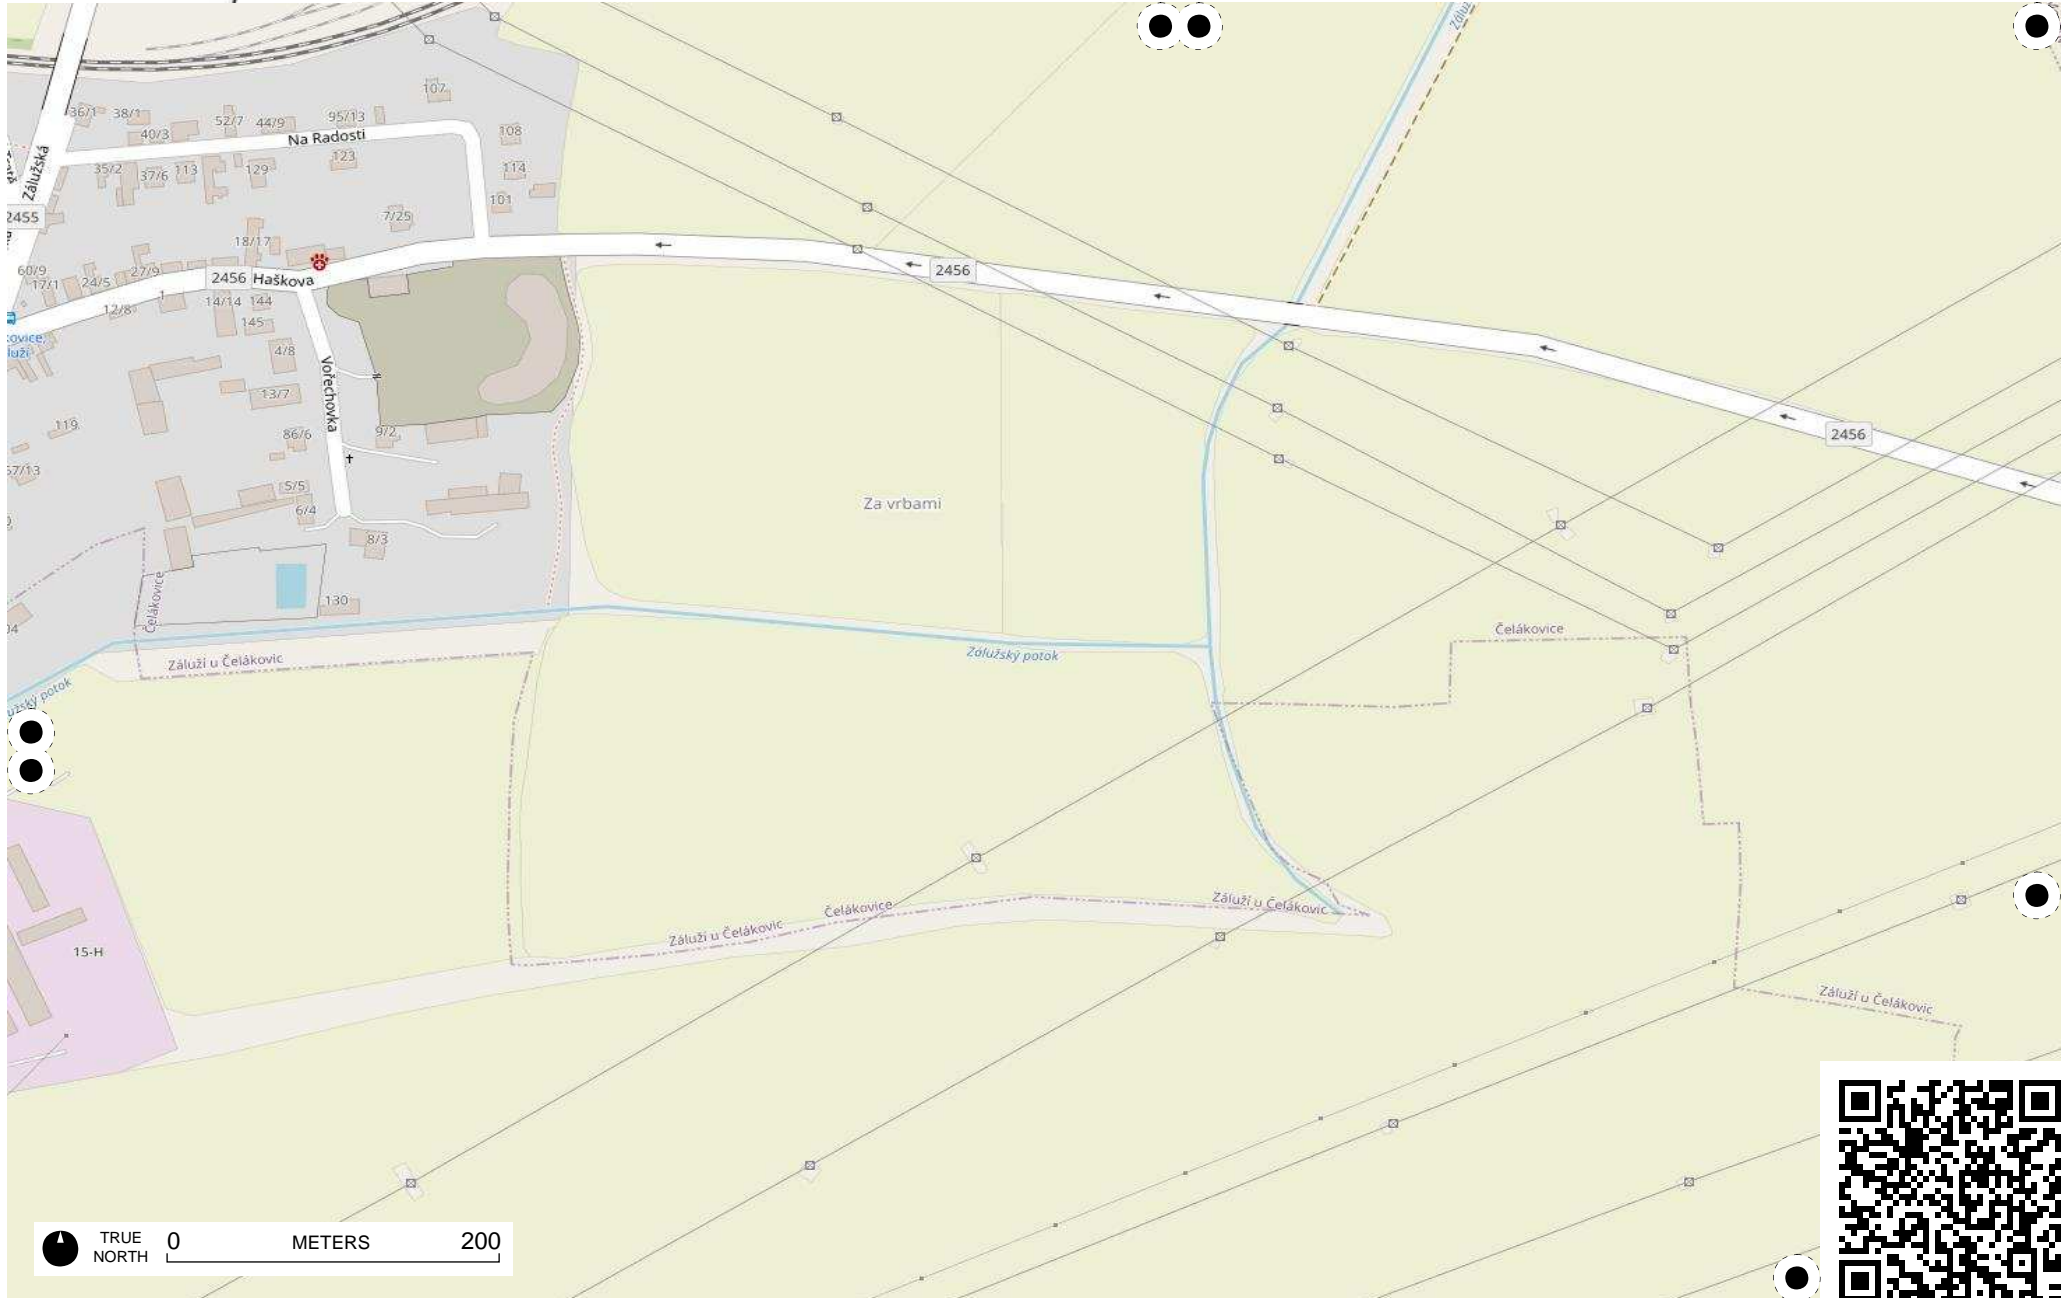 107
36/1
38/1
52/7
44/9
95/13
40/3
Na Radosti
108
35/2
37/6
113
129
123
114
Zálužská
101
2455
7/25
18/17
60/9
17/1
24/5
27/9
2456
Haškova
2456
1
12/8
14/14
144
145
4/8
Vořechovka
13/7
119
86/6
9/2
2456
57/13
5/5
6/4
Za vrbami
8/3
Čelákovice
130
Záluží u Čelákovic
Zálužský potok
Čelákovice
Čelákovice
Záluží u Čelákovic
Záluží u Čelákovic
15-H
Záluží u Čelákovic
TRUE
NORTH
0
METERS
200